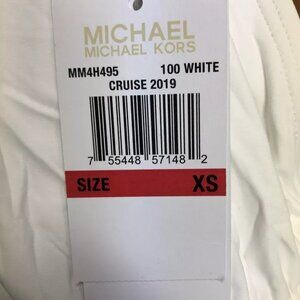 MICHAEL
MICHAEL KORS
MM4H495 100 WHITE
CRUISE 2019
7 55448 57148 2
SIZE XS